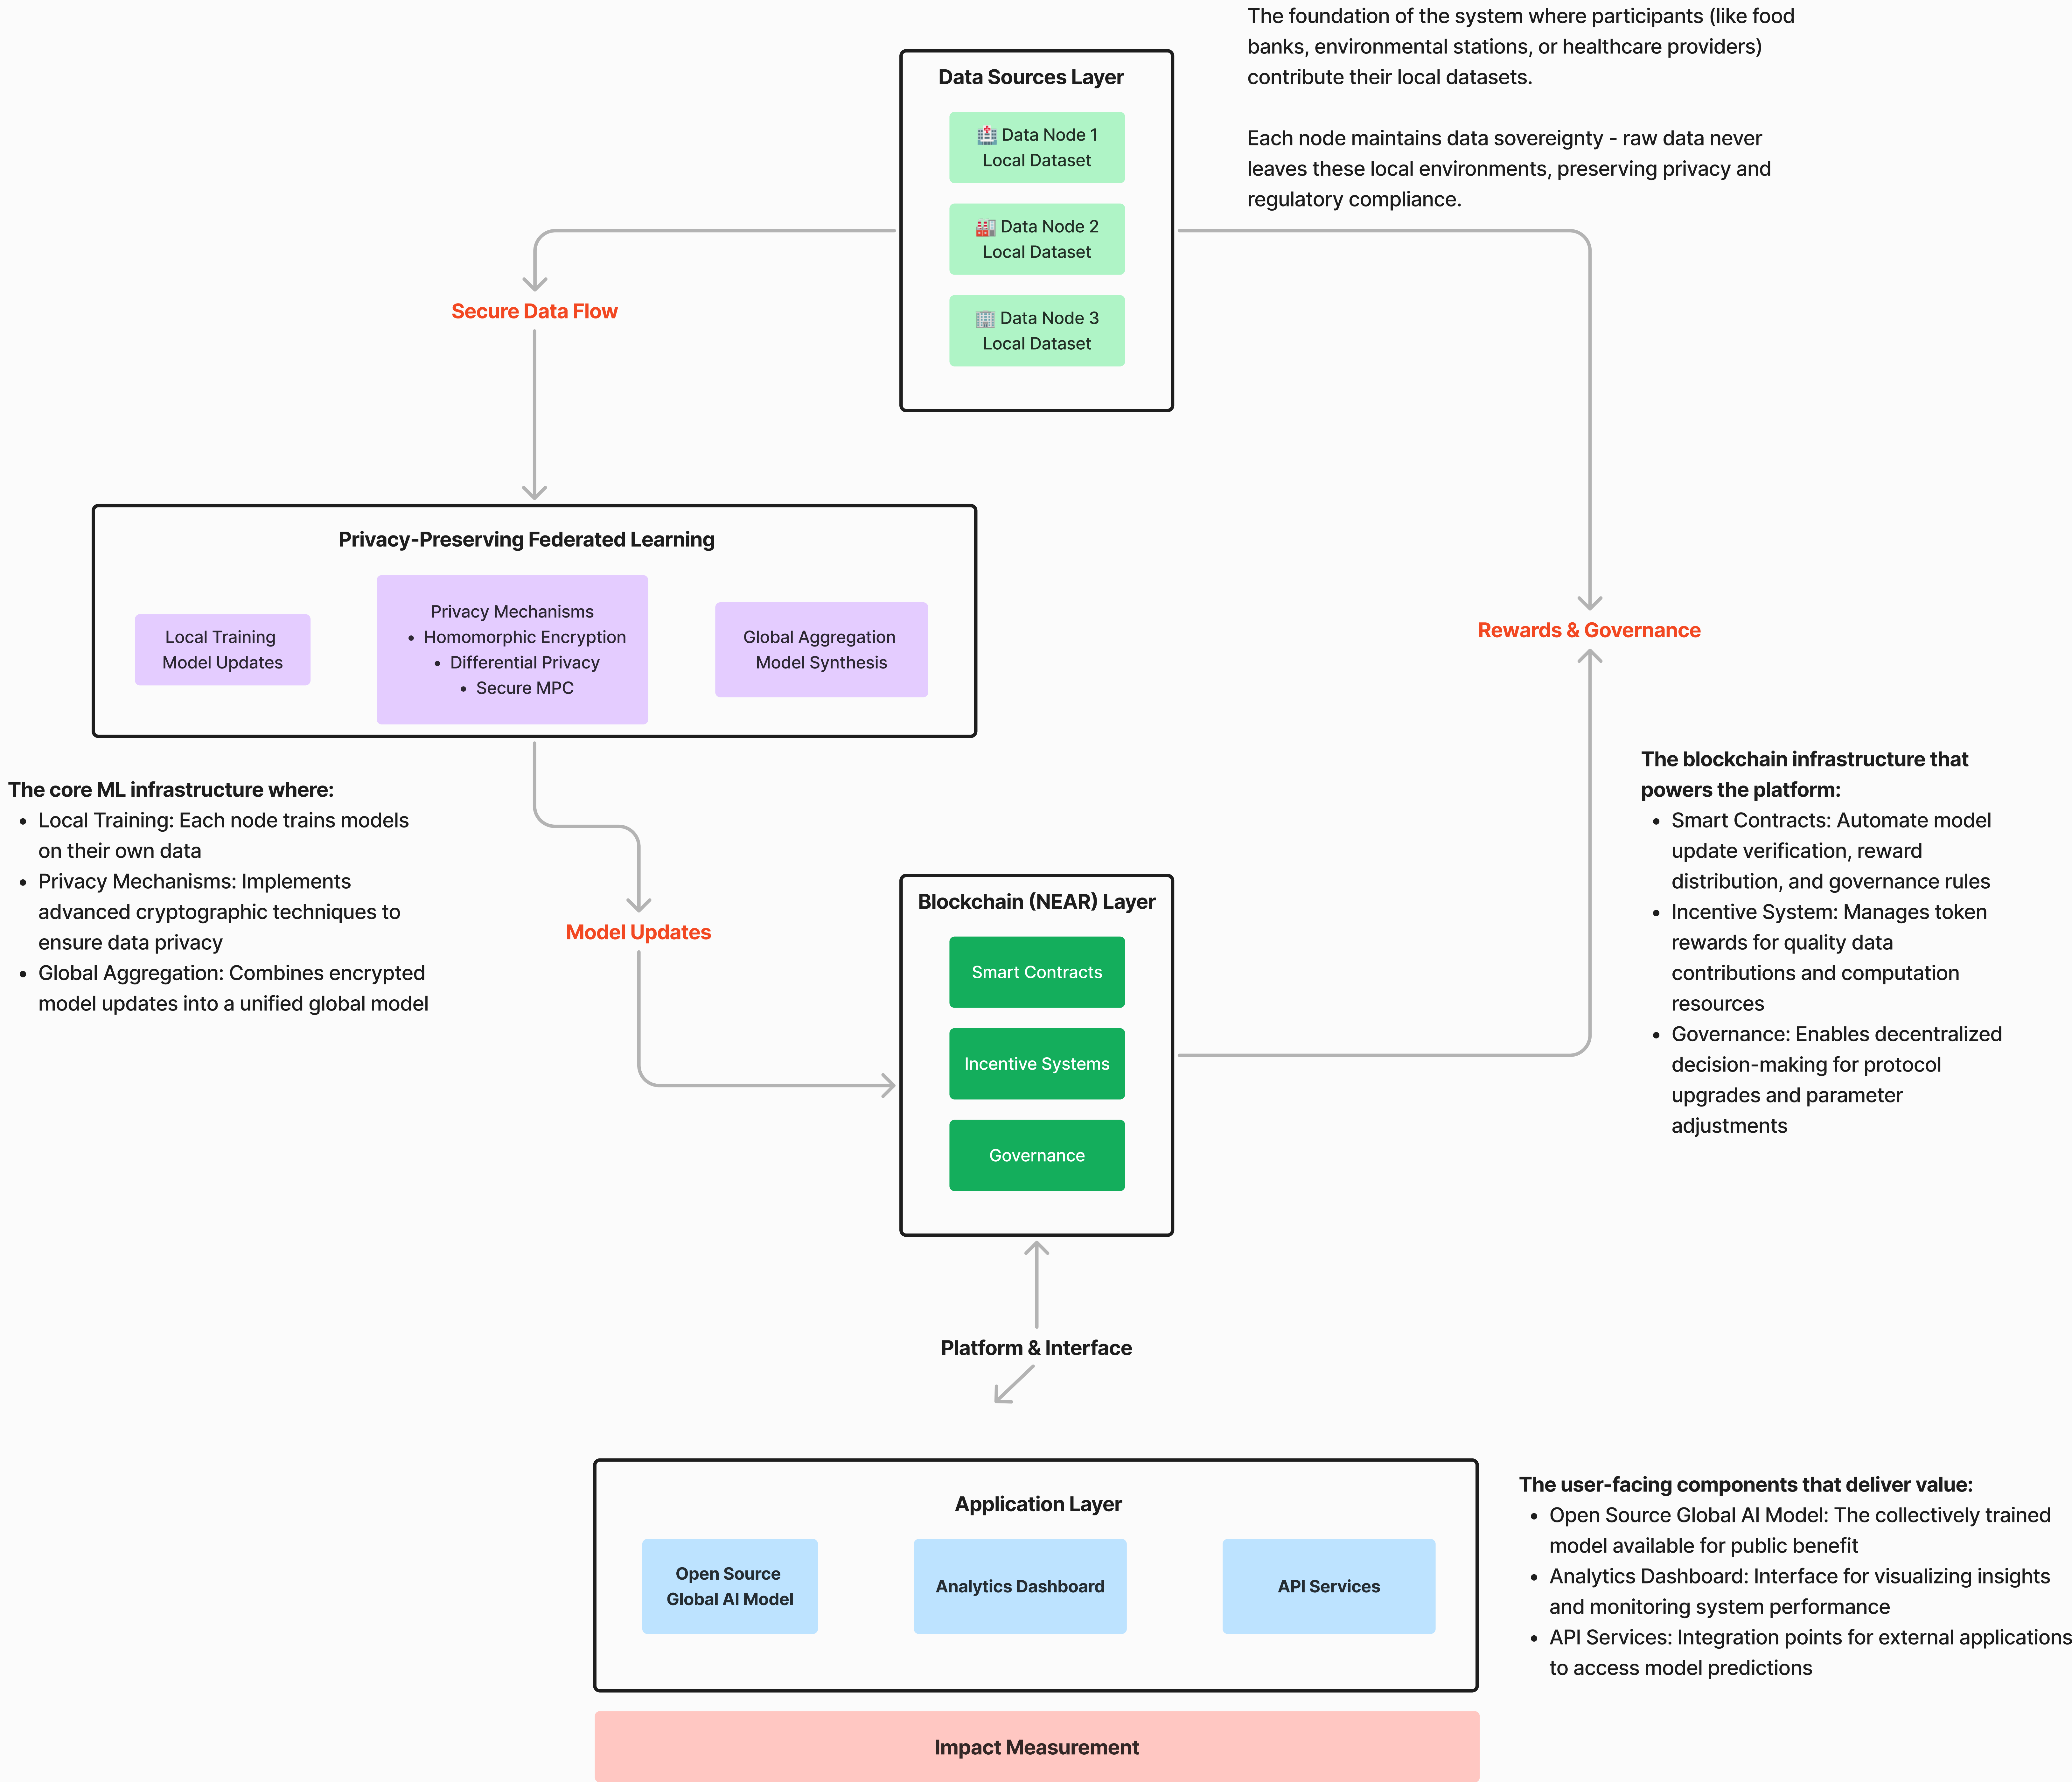 The foundation of the system where participants (like food
banks, environmental stations, or healthcare providers)
contribute their local datasets.
Each node maintains data sovereignty - raw data never
leaves these local environments, preserving privacy and
regulatory compliance.
Data Sources Layer
🏥 Data Node 1
Local Dataset
🏭 Data Node 2
Local Dataset
🏢 Data Node 3
Local Dataset
Secure Data Flow
Privacy-Preserving Federated Learning
Local Training
Model Updates
Privacy Mechanisms
• Homomorphic Encryption
• Differential Privacy
• Secure MPC
Global Aggregation
Model Synthesis
Rewards & Governance
The core ML infrastructure where:
• Local Training: Each node trains models
on their own data
• Privacy Mechanisms: Implements
advanced cryptographic techniques to
ensure data privacy
• Global Aggregation: Combines encrypted
model updates into a unified global model
Model Updates
Blockchain (NEAR) Layer
Smart Contracts
Incentive Systems
Governance
The blockchain infrastructure that
powers the platform:
• Smart Contracts: Automate model
update verification, reward
distribution, and governance rules
• Incentive System: Manages token
rewards for quality data
contributions and computation
resources
• Governance: Enables decentralized
decision-making for protocol
upgrades and parameter
adjustments
Platform & Interface
Application Layer
Open Source
Global AI Model
Analytics Dashboard
API Services
The user-facing components that deliver value:
• Open Source Global AI Model: The collectively trained
model available for public benefit
• Analytics Dashboard: Interface for visualizing insights
and monitoring system performance
• API Services: Integration points for external applications
to access model predictions
Impact Measurement